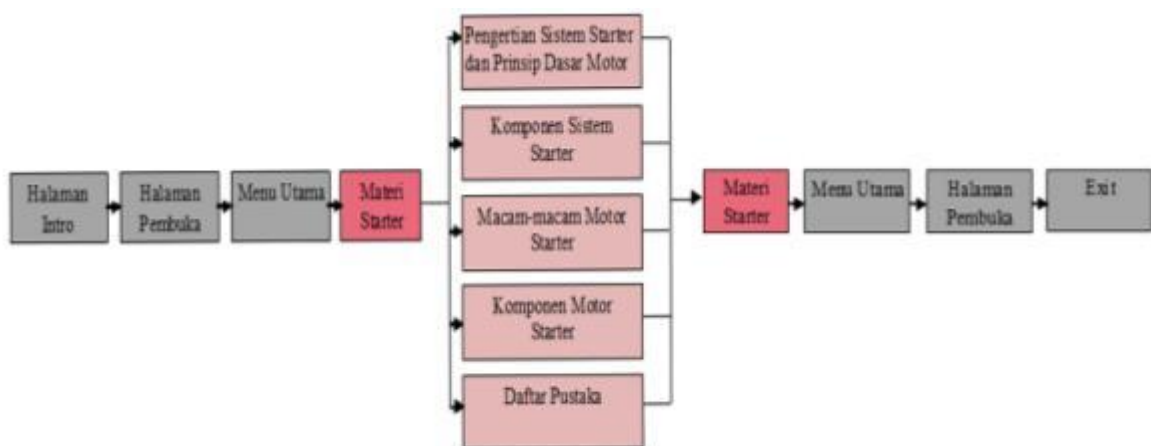 Halaman
Intro
Halaman
Pembuka
Menu Utama
Materi
Starter
Pengertian Sistem Starter
dan Prinsip Dasar Motor
Komponen Sistem
Starter
Macam-macam Motor
Starter
Komponen Motor
Starter
Daftar Pustaka
Materi
Starter
Menu Utama
Halaman
Pembuka
Exit